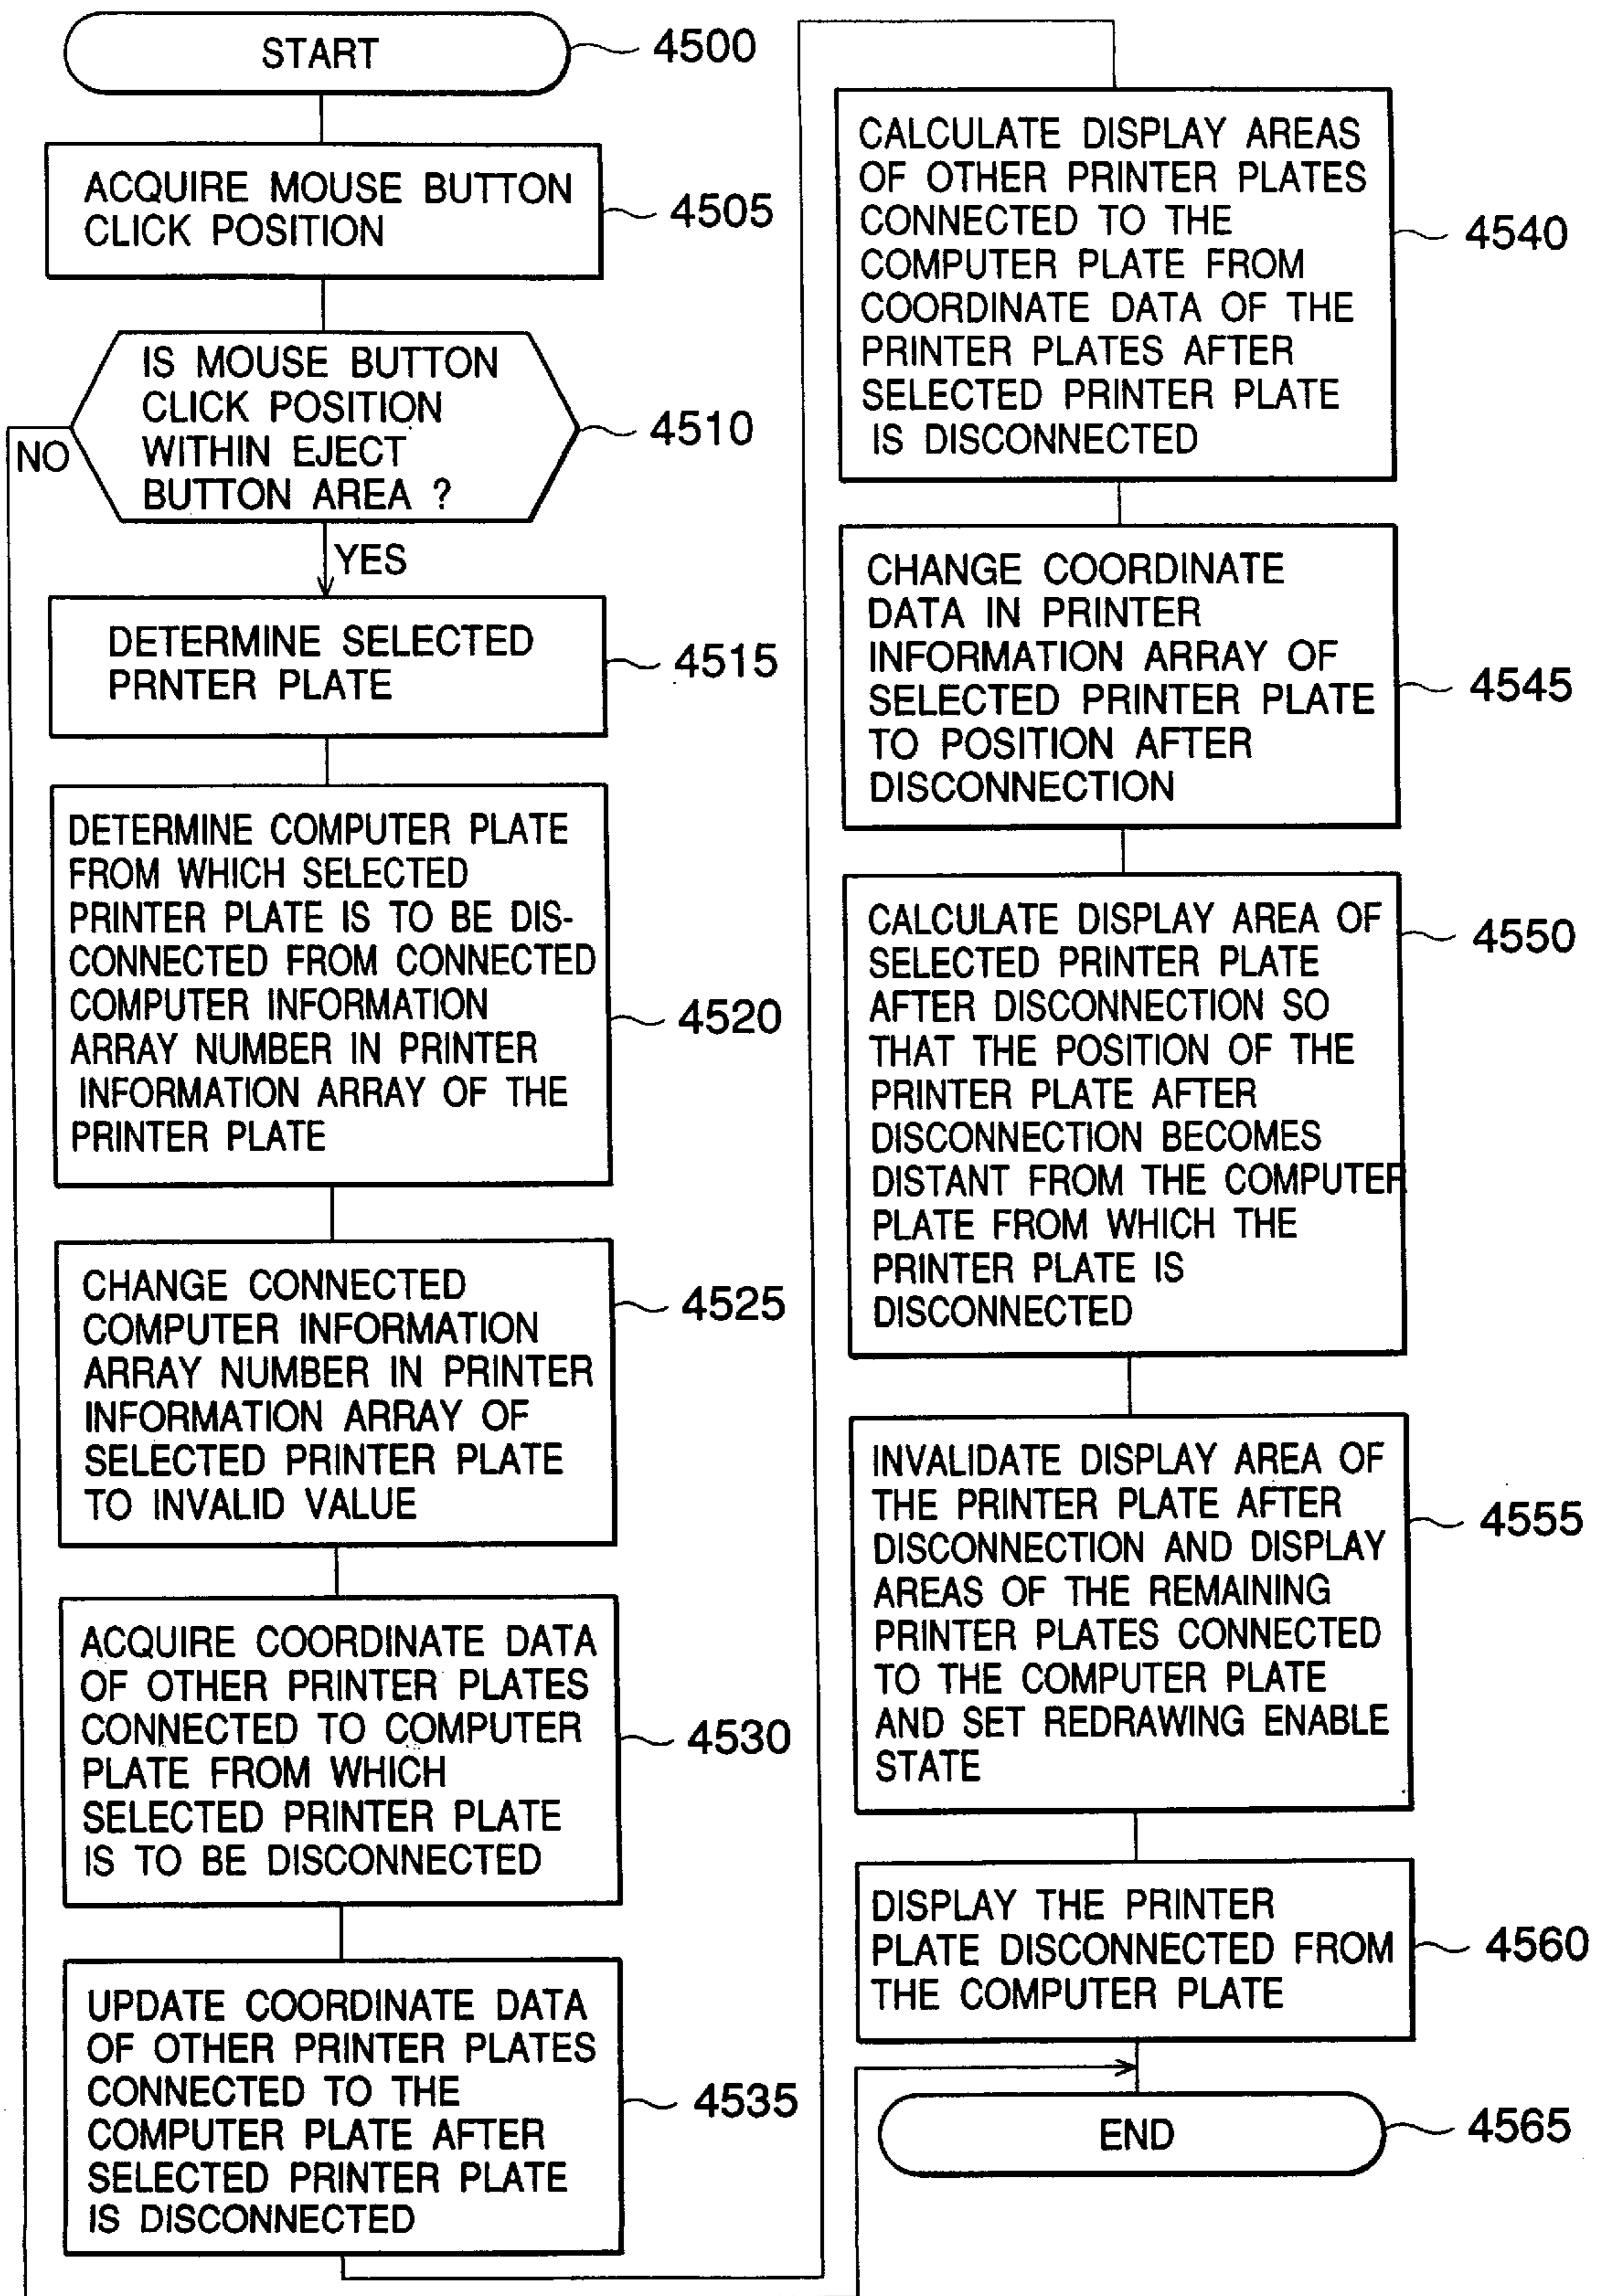 START
4500
ACQUIRE MOUSE BUTTON
CLICK POSITION
4505
IS MOUSE BUTTON
CLICK POSITION
WITHIN EJECT
BUTTON AREA ?
4510
NO
YES
DETERMINE SELECTED
PRNTER PLATE
4515
DETERMINE COMPUTER PLATE
FROM WHICH SELECTED
PRINTER PLATE IS TO BE DIS-
CONNECTED FROM CONNECTED
COMPUTER INFORMATION
ARRAY NUMBER IN PRINTER
INFORMATION ARRAY OF THE
PRINTER PLATE
4520
CHANGE CONNECTED
COMPUTER INFORMATION
ARRAY NUMBER IN PRINTER
INFORMATION ARRAY OF
SELECTED PRINTER PLATE
TO INVALID VALUE
4525
ACQUIRE COORDINATE DATA
OF OTHER PRINTER PLATES
CONNECTED TO COMPUTER
PLATE FROM WHICH
SELECTED PRINTER PLATE
IS TO BE DISCONNECTED
4530
UPDATE COORDINATE DATA
OF OTHER PRINTER PLATES
CONNECTED TO THE
COMPUTER PLATE AFTER
SELECTED PRINTER PLATE
IS DISCONNECTED
4535
CALCULATE DISPLAY AREAS
OF OTHER PRINTER PLATES
CONNECTED TO THE
COMPUTER PLATE FROM
COORDINATE DATA OF THE
PRINTER PLATES AFTER
SELECTED PRINTER PLATE
IS DISCONNECTED
4540
CHANGE COORDINATE
DATA IN PRINTER
INFORMATION ARRAY OF
SELECTED PRINTER PLATE
TO POSITION AFTER
DISCONNECTION
4545
CALCULATE DISPLAY AREA OF
SELECTED PRINTER PLATE
AFTER DISCONNECTION SO
THAT THE POSITION OF THE
PRINTER PLATE AFTER
DISCONNECTION BECOMES
DISTANT FROM THE COMPUTER
PLATE FROM WHICH THE
PRINTER PLATE IS
DISCONNECTED
4550
INVALIDATE DISPLAY AREA OF
THE PRINTER PLATE AFTER
DISCONNECTION AND DISPLAY
AREAS OF THE REMAINING
PRINTER PLATES CONNECTED
TO THE COMPUTER PLATE
AND SET REDRAWING ENABLE
STATE
4555
DISPLAY THE PRINTER
PLATE DISCONNECTED FROM
THE COMPUTER PLATE
4560
END
4565